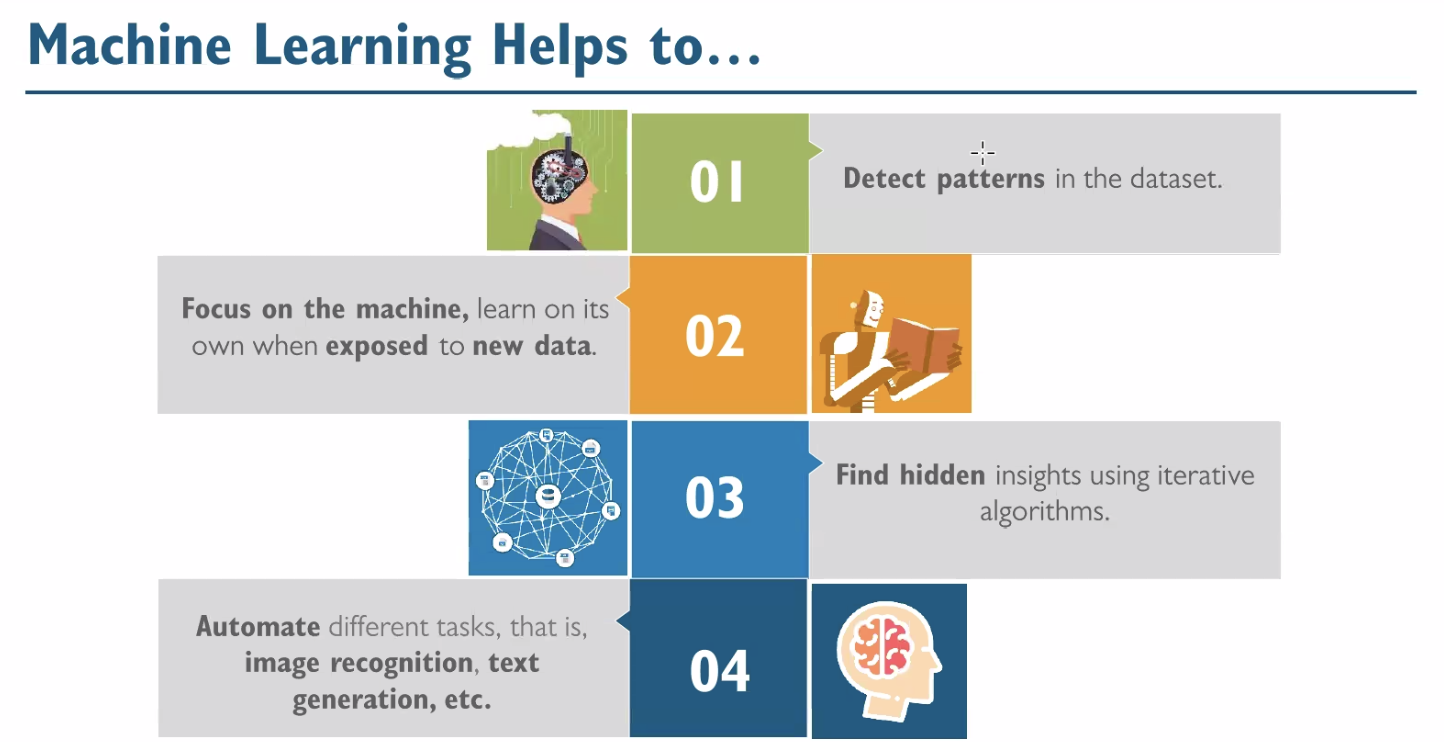 Machine Learning Helps to...
01
Detect patterns in the dataset.
Focus on the machine, learn on its
own when exposed to new data.
02
03
Find hidden insights using iterative
algorithms.
Automate different tasks, that is,
image recognition, text
generation, etc.
04